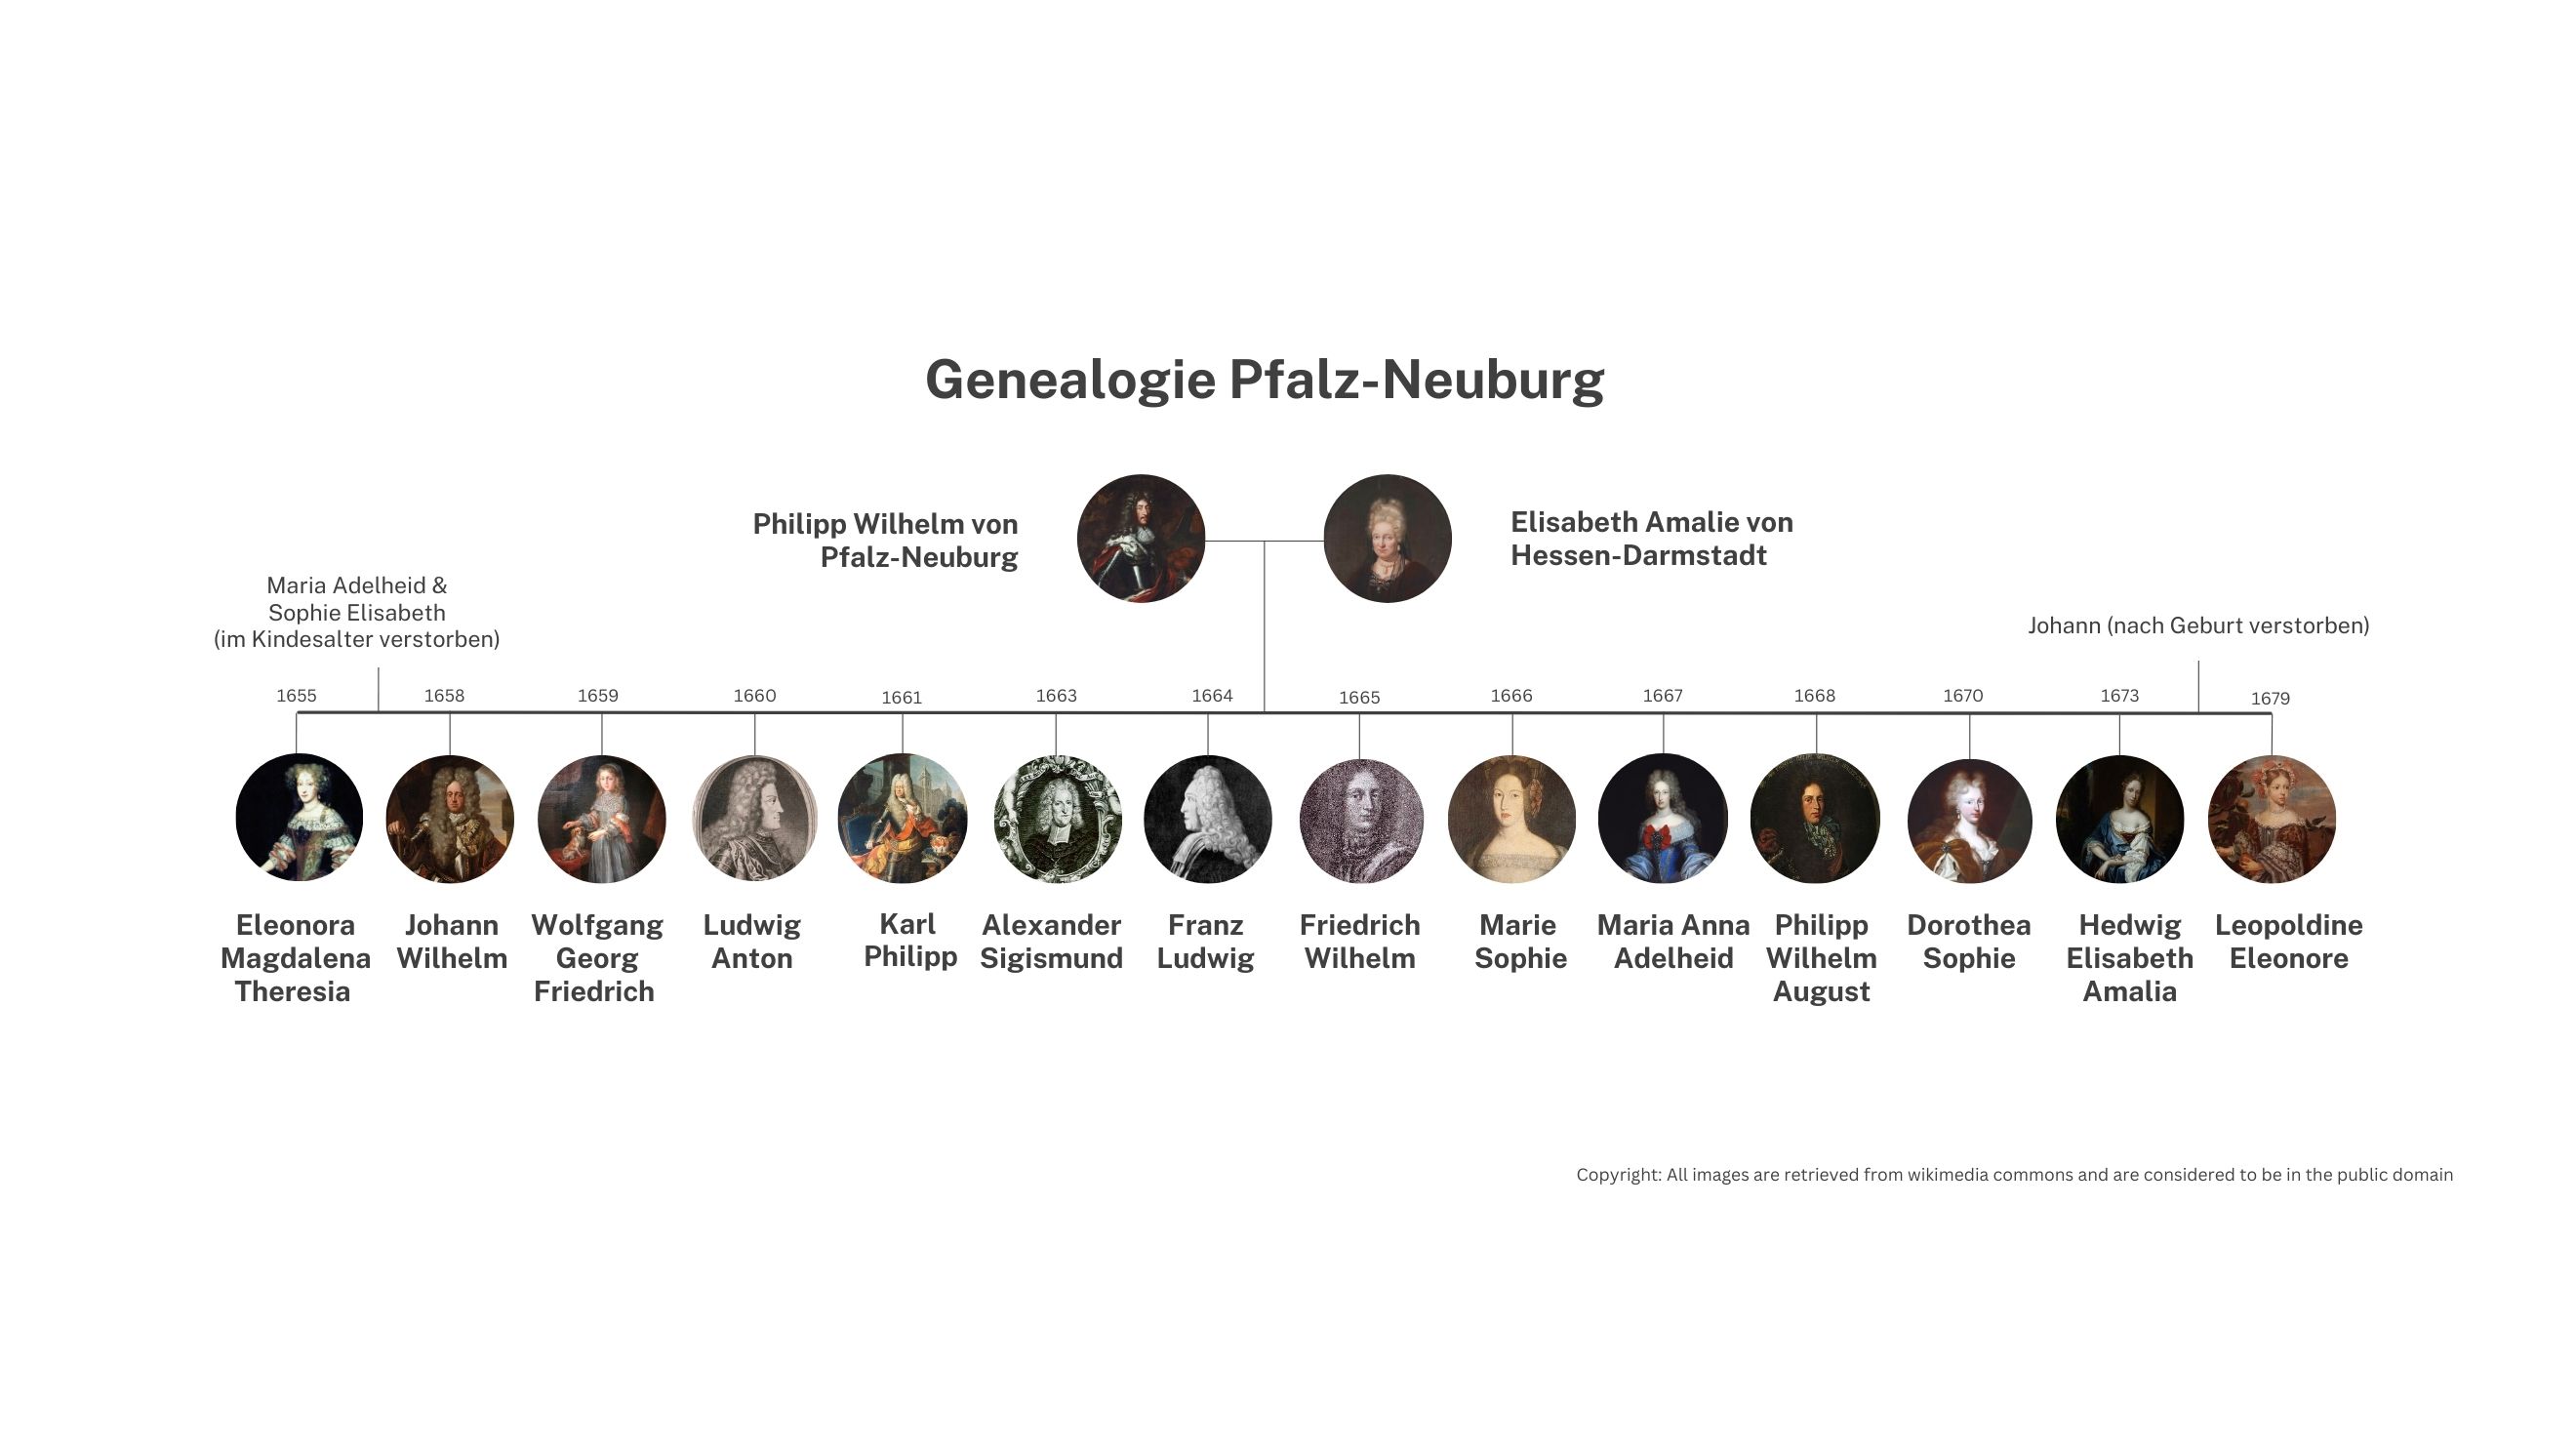 Genealogie Pfalz-Neuburg
Philipp Wilhelm von
Pfalz-Neuburg
Elisabeth Amalie von
Hessen-Darmstadt
Maria Adelheid &
Sophie Elisabeth
(im Kindesalter verstorben)
Johann (nach Geburt verstorben)
1655 1658 1659 1660 1661 1663 1664 1665 1666 1667 1668 1670 1673 1679
Eleonora
Magdalena
Theresia
Johann
Wilhelm
Wolfgang
Georg
Friedrich
Ludwig
Anton
Karl
Philipp
Alexander
Sigismund
Franz
Ludwig
Friedrich
Wilhelm
Marie
Sophie
Maria Anna
Adelheid
Philipp
Wilhelm
August
Dorothea
Sophie
Hedwig
Elisabeth
Amalia
Leopoldine
Eleonore
Copyright: All images are retrieved from wikimedia commons and are considered to be in the public domain